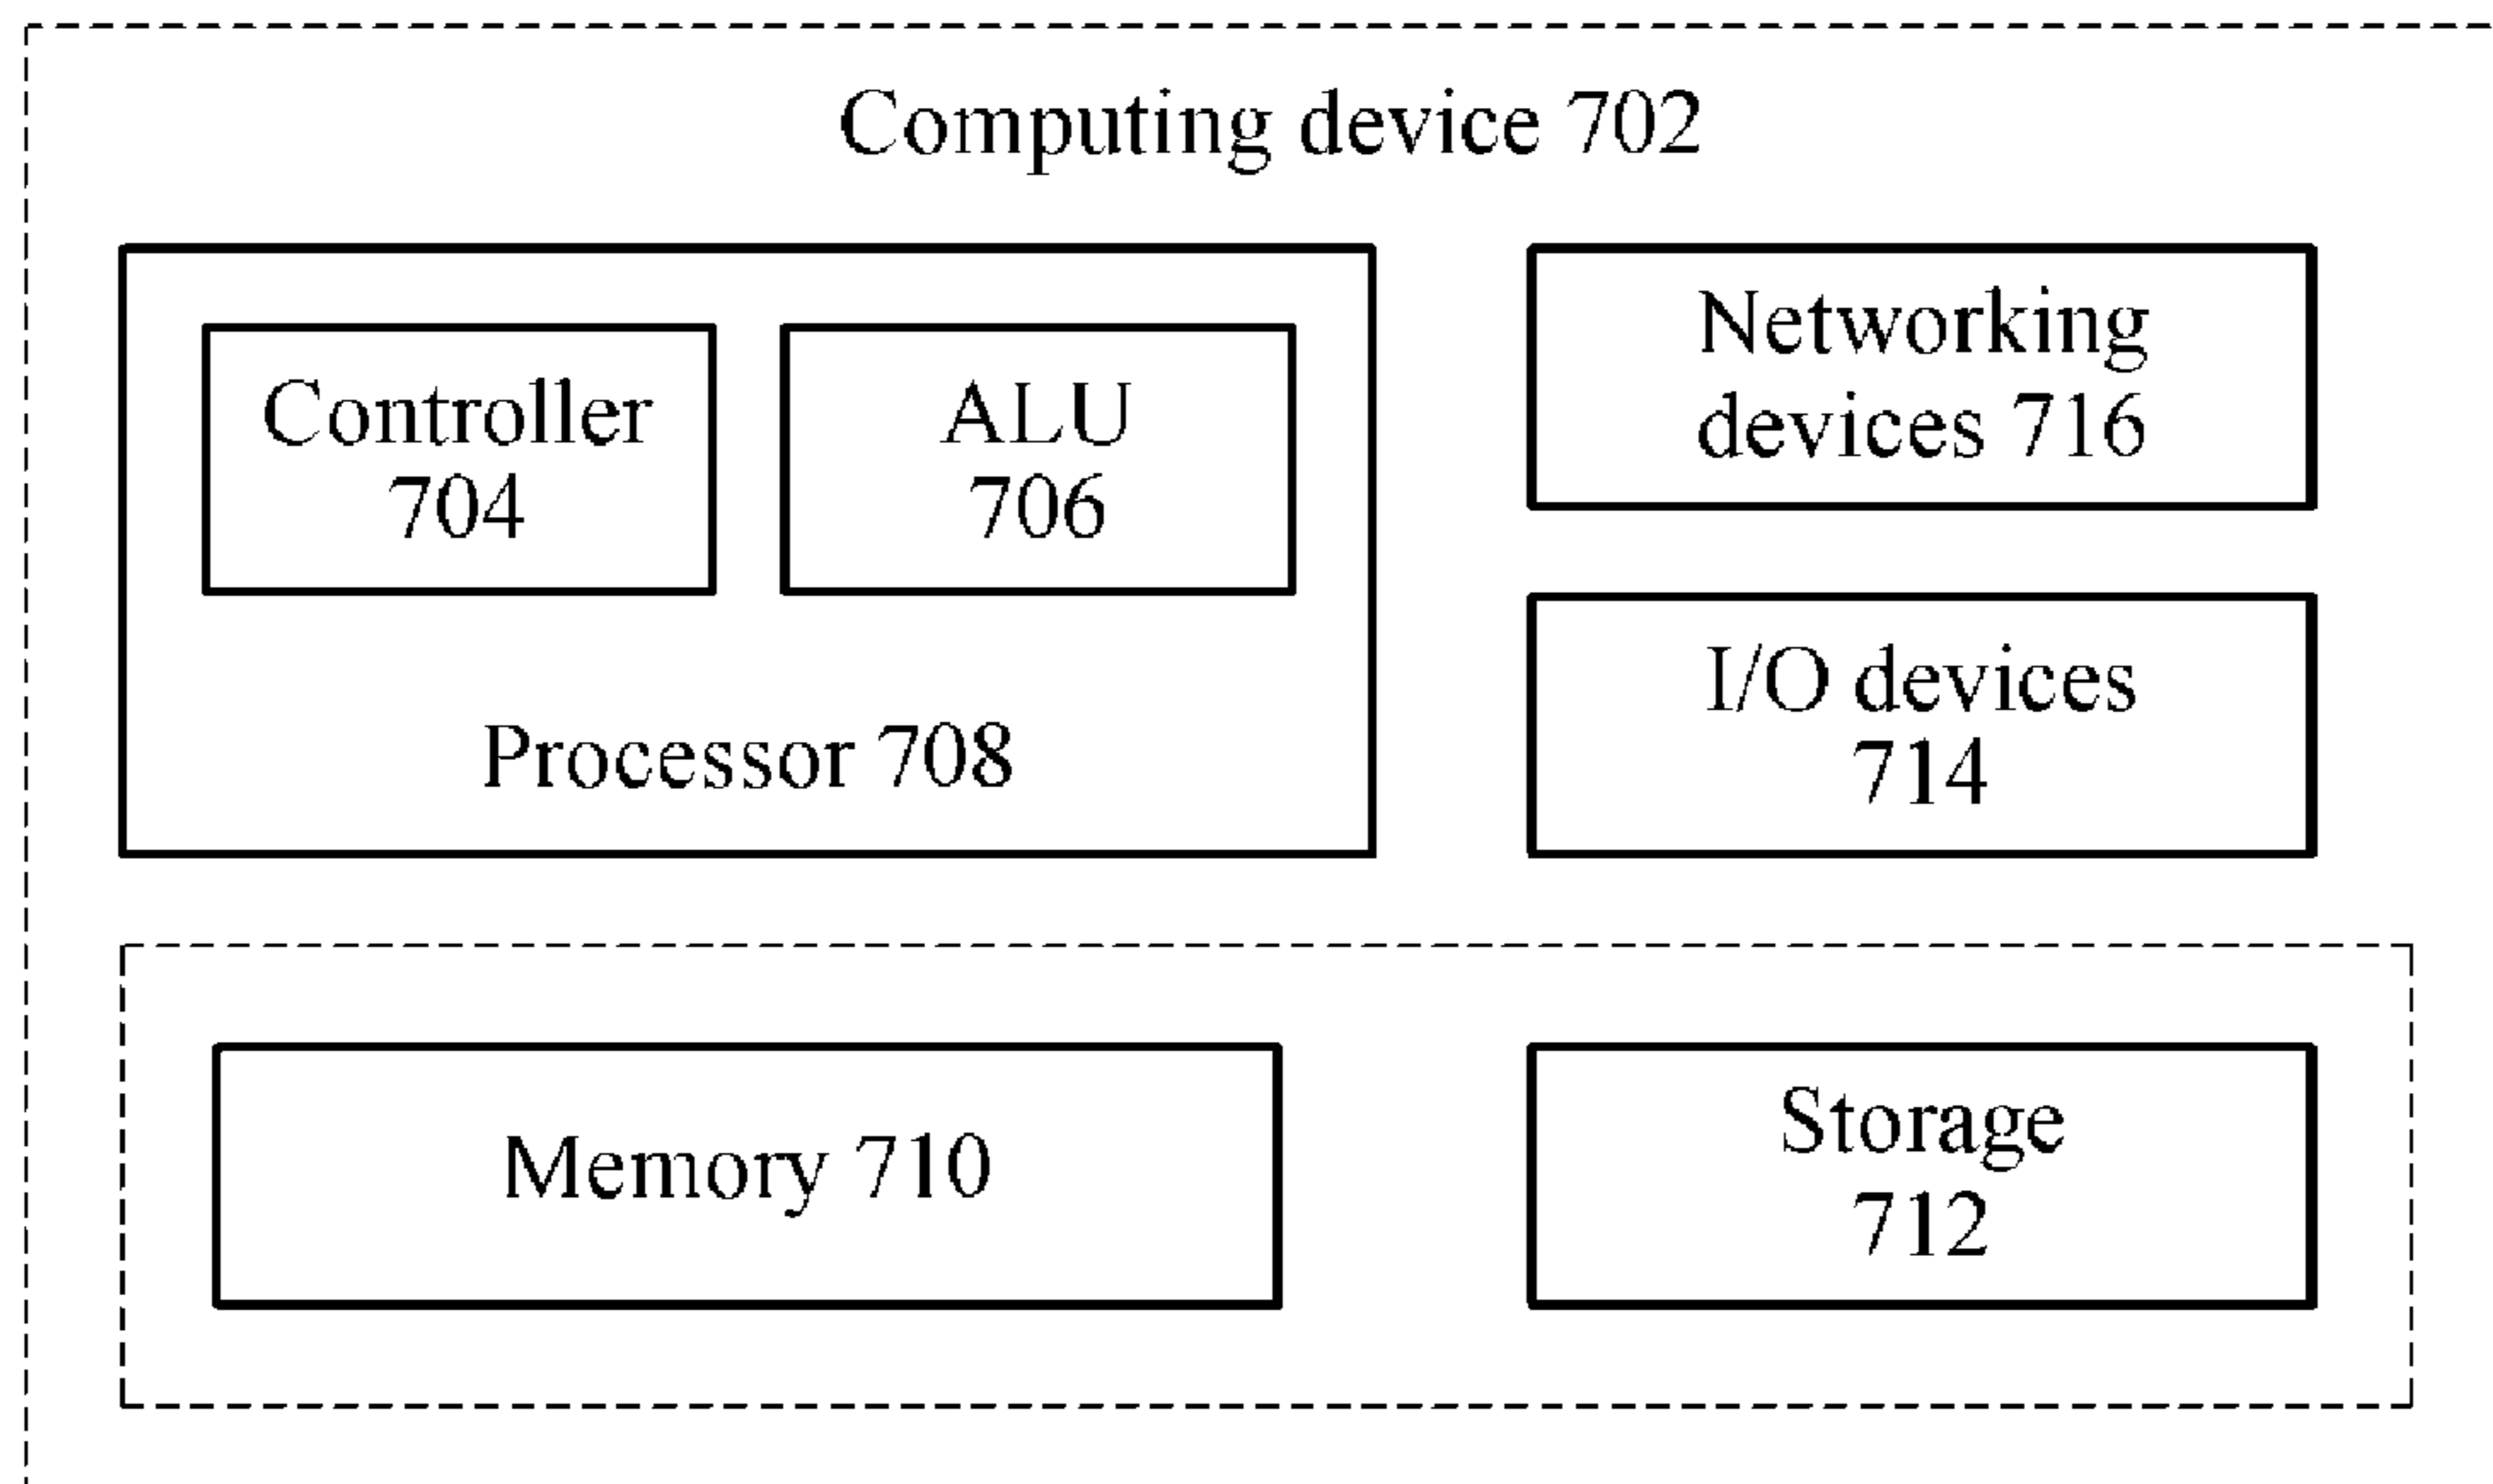 Computing device 702
Controller
704
ALU
706
Processor 708
Networking
devices 716
I/O devices
714
Memory 710
Storage
712